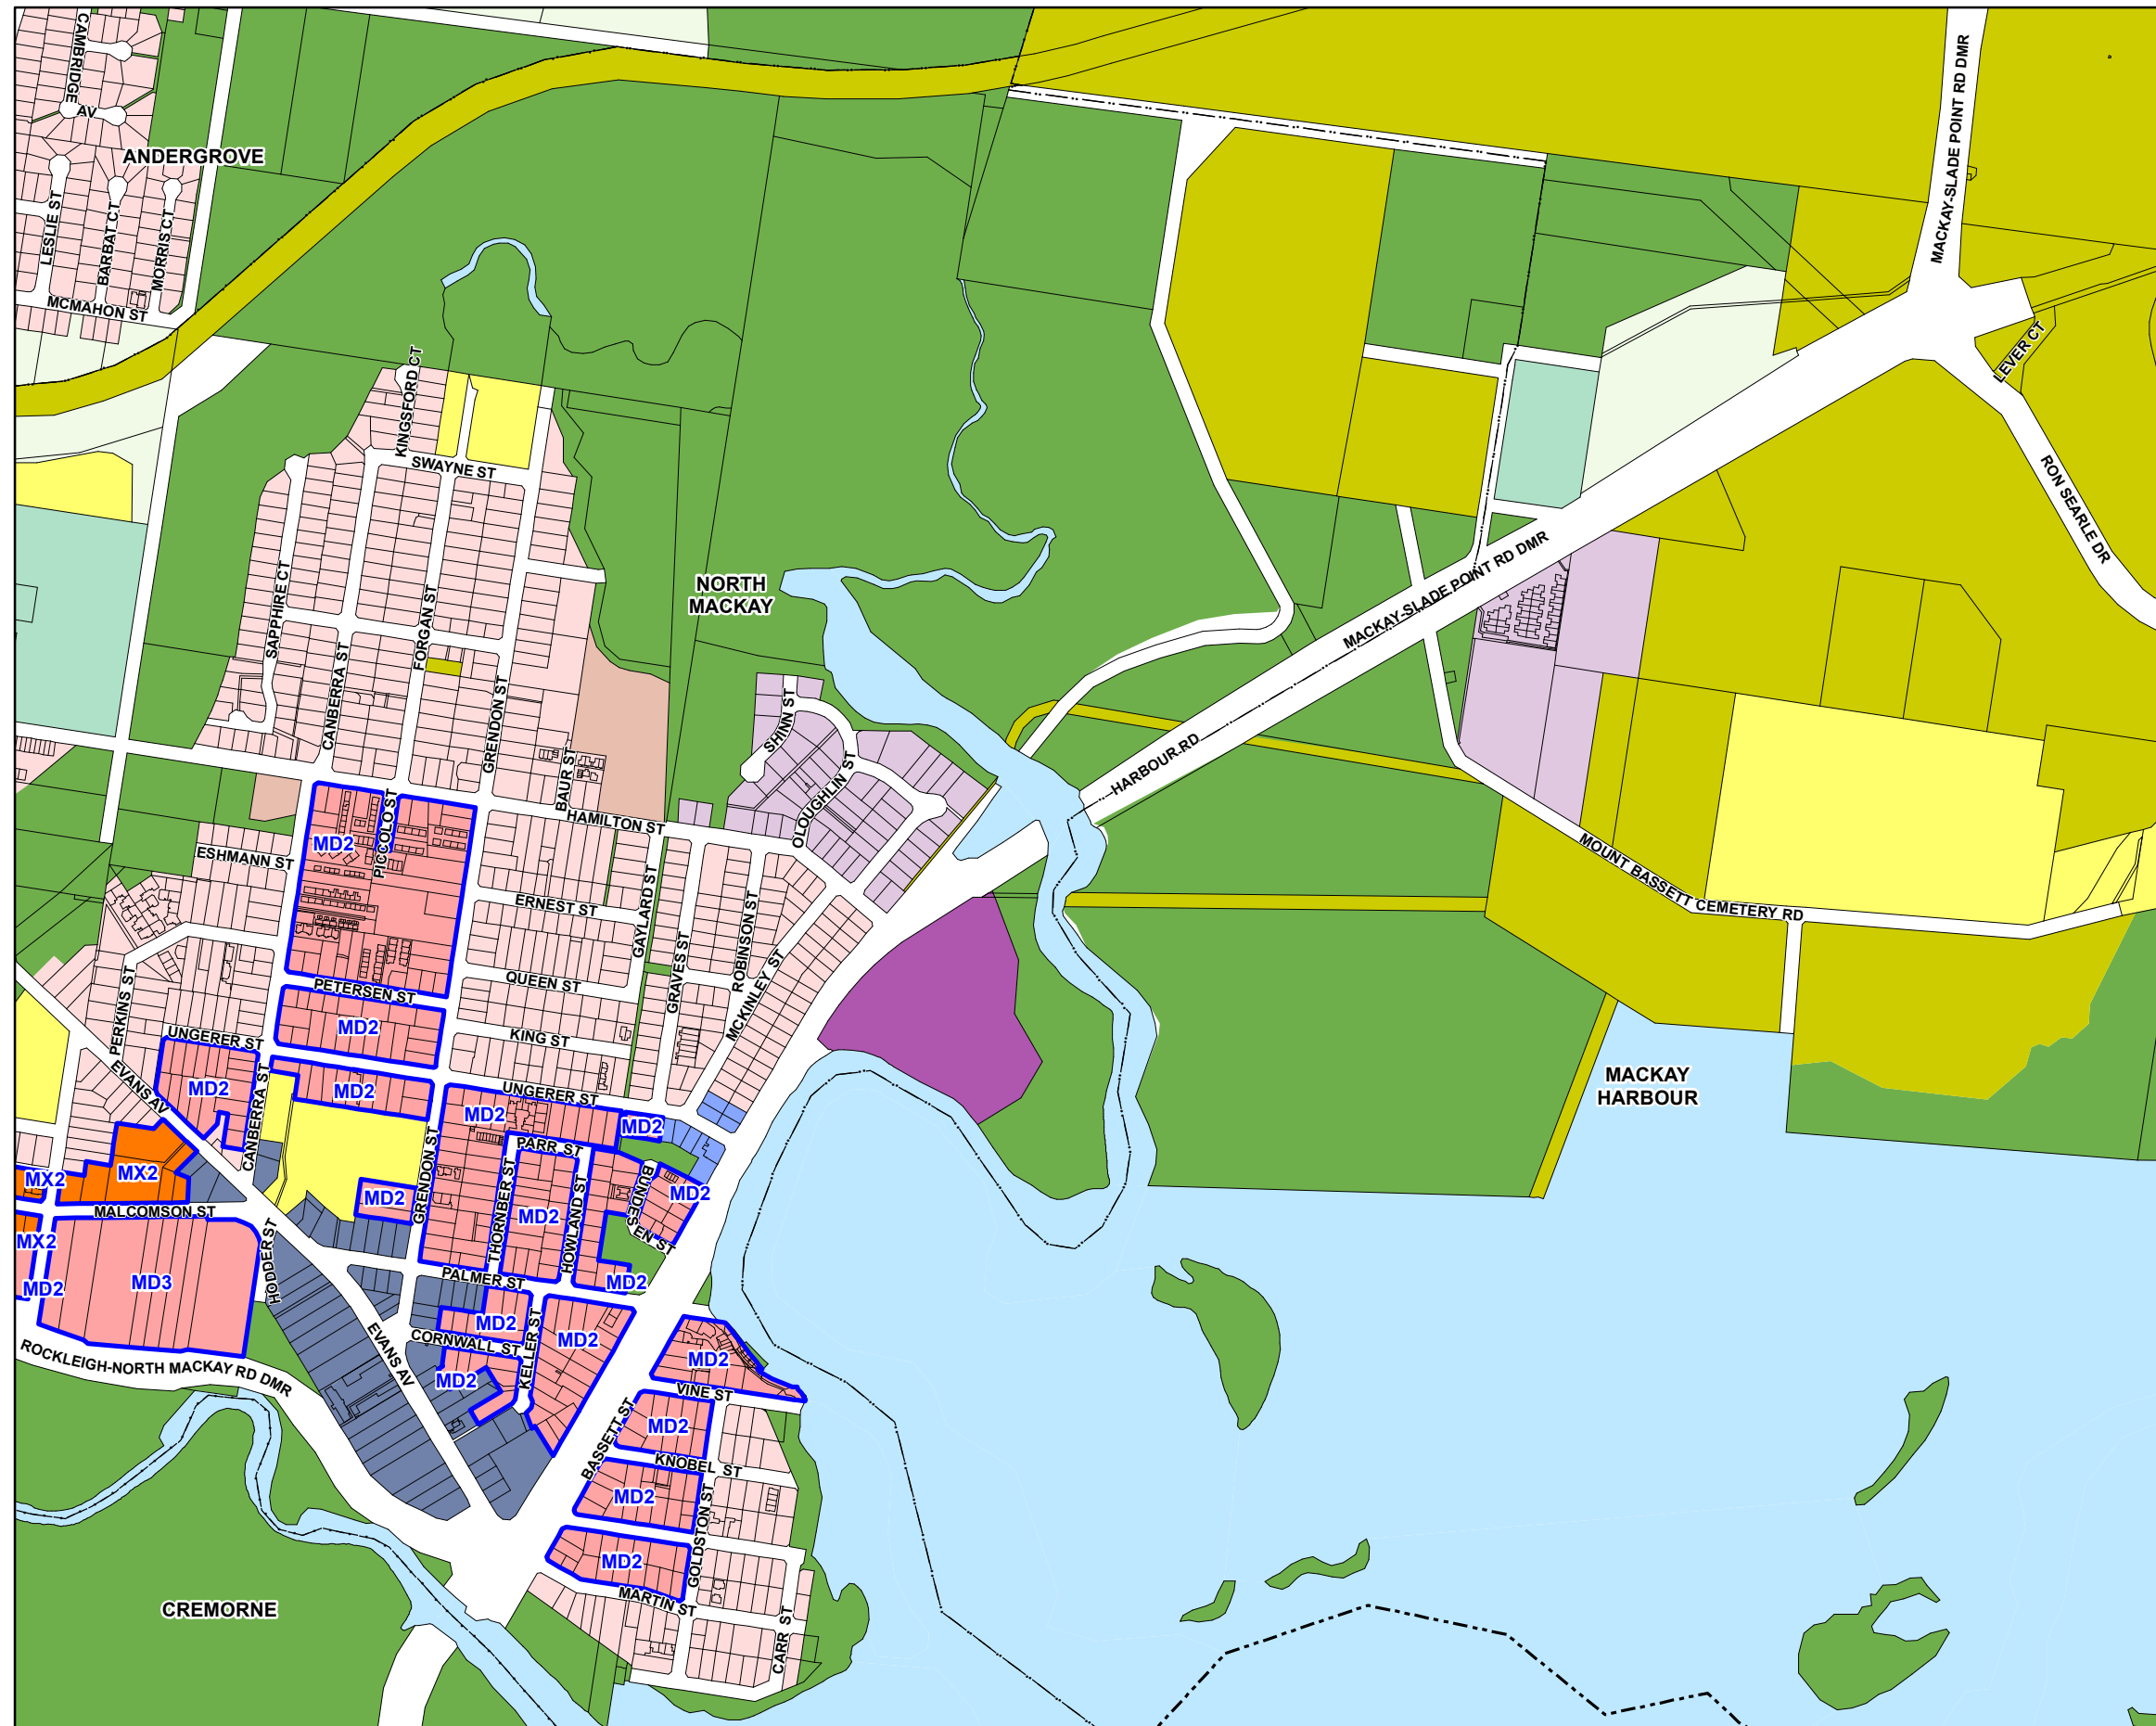 CAMBRIDGE
AV
ANDERGROVE
LESLIE ST
BARBAT CT
MORRIS CT
MCMAHON ST
MACKAY-SLADE POINT RD DMR
LEVER CT
RON SEARLE DR
KINGSFORD CT
SWAYNE ST
SAPPHIRE CT
CANBERRA ST
FORGAN ST
GRENDON ST
BAUR ST
NORTH
MACKAY
MACKAY-SLADE POINT RD DMR
HARBOUR RD
SHINN ST
OLOUGHLIN ST
HAMILTON ST
PICCOLO ST
MD2
ESHMANN ST
ERNEST ST
GAYLARD ST
GRAVES ST
ROBINSON ST
MCKINLEY ST
MOUNT BASSETT CEMETERY RD
QUEEN ST
PETERSEN ST
MD2
KING ST
PERKINS ST
UNGERER ST
EVANS AV
MD2
CANBERRA ST
MD2
UNGERER ST
MD2
MD2
MACKAY
HARBOUR
PARR ST
GRENDON ST
THORNBER ST
HOWLAND ST
BUNDES
EN ST
MD2
MX2
MX2
MD2
MD2
MALCOMSON ST
MX2
MD2
MD3
HODDER ST
PALMER ST
MD2
MD2
CORNWALL ST
KELLER ST
MD2
MD2
EVANS AV
ROCKLEIGH-NORTH MACKAY RD DMR
MD2
VINE ST
BASSETT ST
MD2
KNOBEL ST
MD2
GOLDSTON ST
MD2
MARTIN ST
CARR ST
CREMORNE